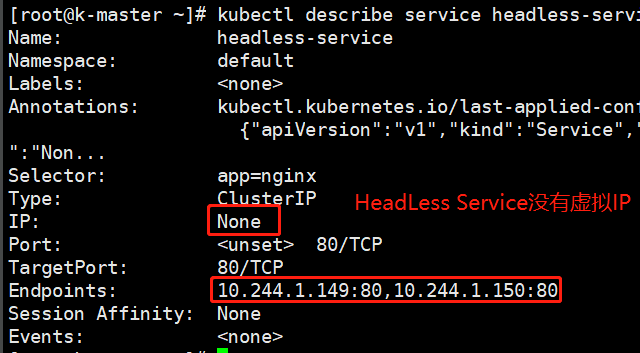 [root@k-master ~]# kubectl describe service headless-serv
Name: headless-service
Namespace: default
Labels: <none>
Annotations: kubectl.kubernetes.io/last-applied-conf
{"apiVersion":"v1","kind":"Service","
":"Non...
Selector: app=nginx
Type: ClusterIP
HeadLess Service没有虚拟IP
IP: None
Port: <unset> 80/TCP
TargetPort: 80/TCP
Endpoints: 10.244.1.149:80,10.244.1.150:80
Session Affinity: None
Events: <none>